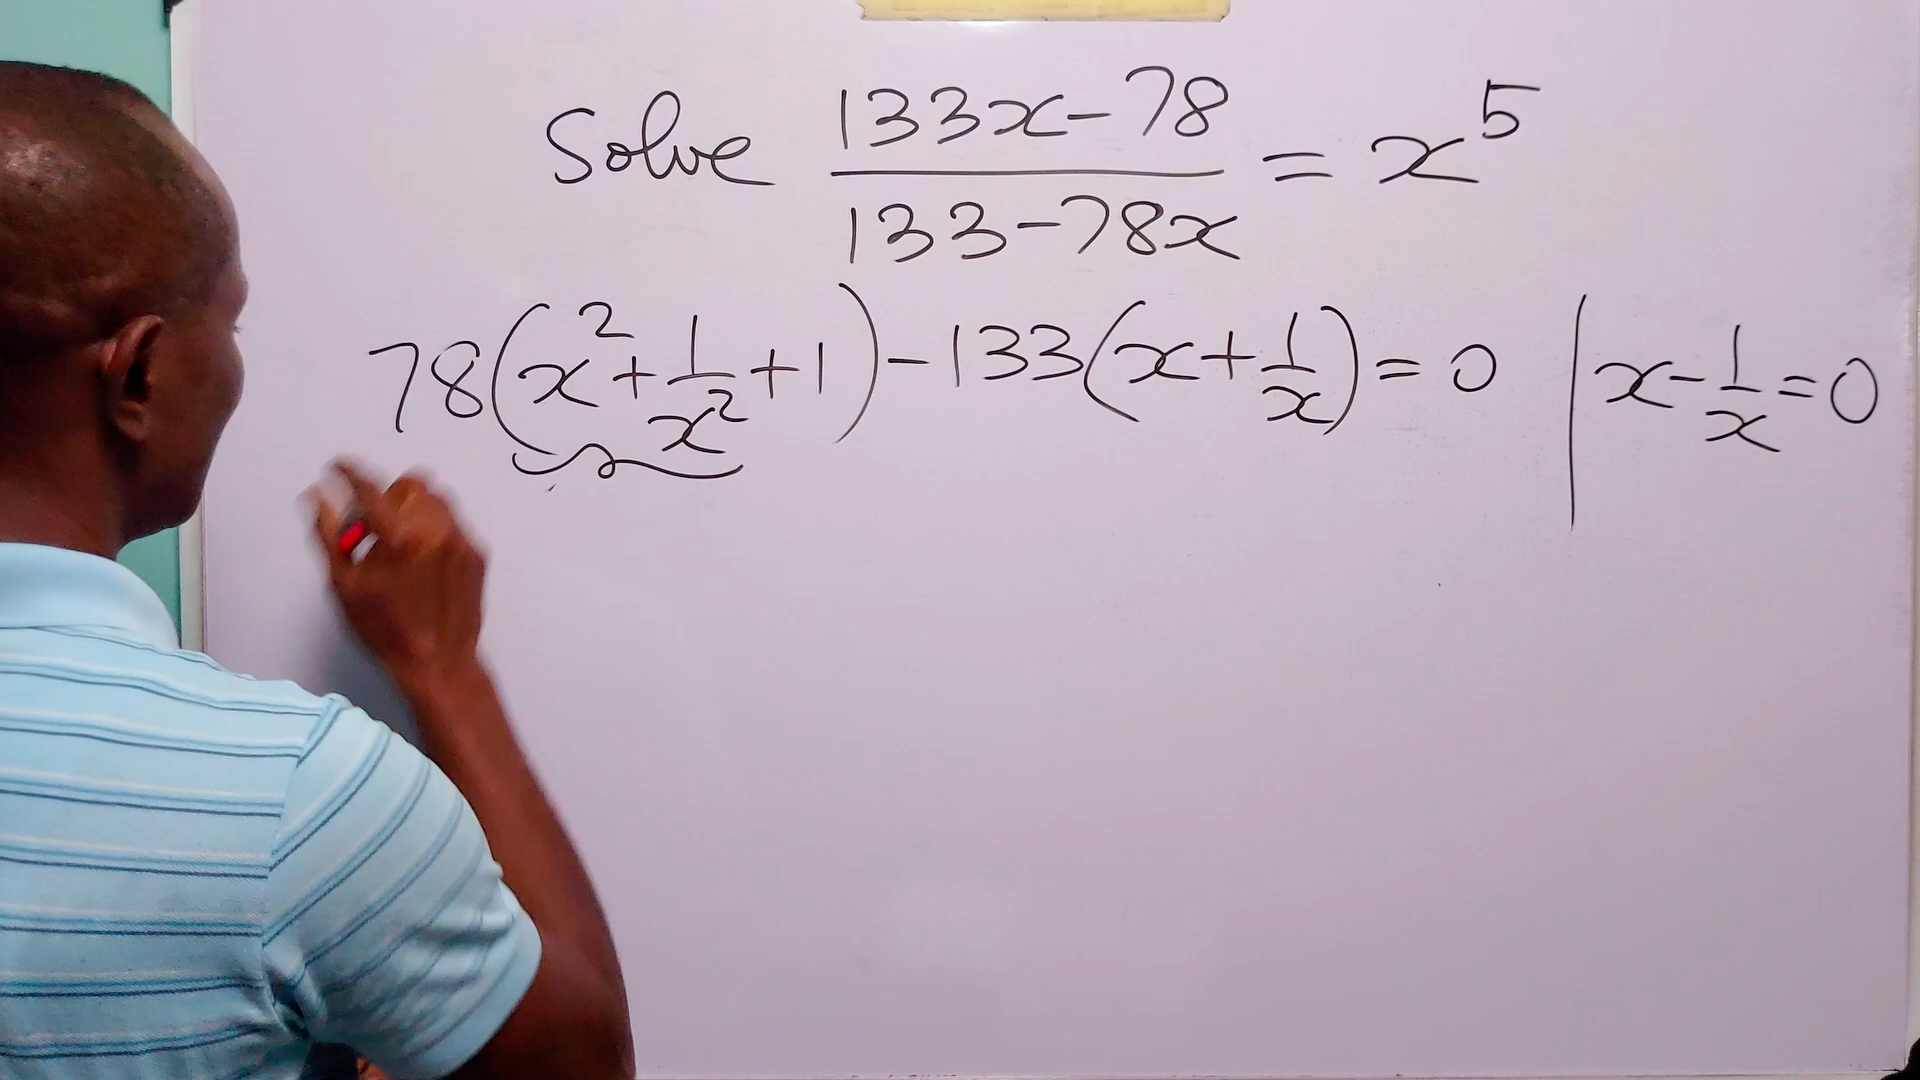 Solve (133x-78)/(133-78x) = x^5
78(x^2+1/x^2+1)-133(x+1/x)=0 | x-1/x=0